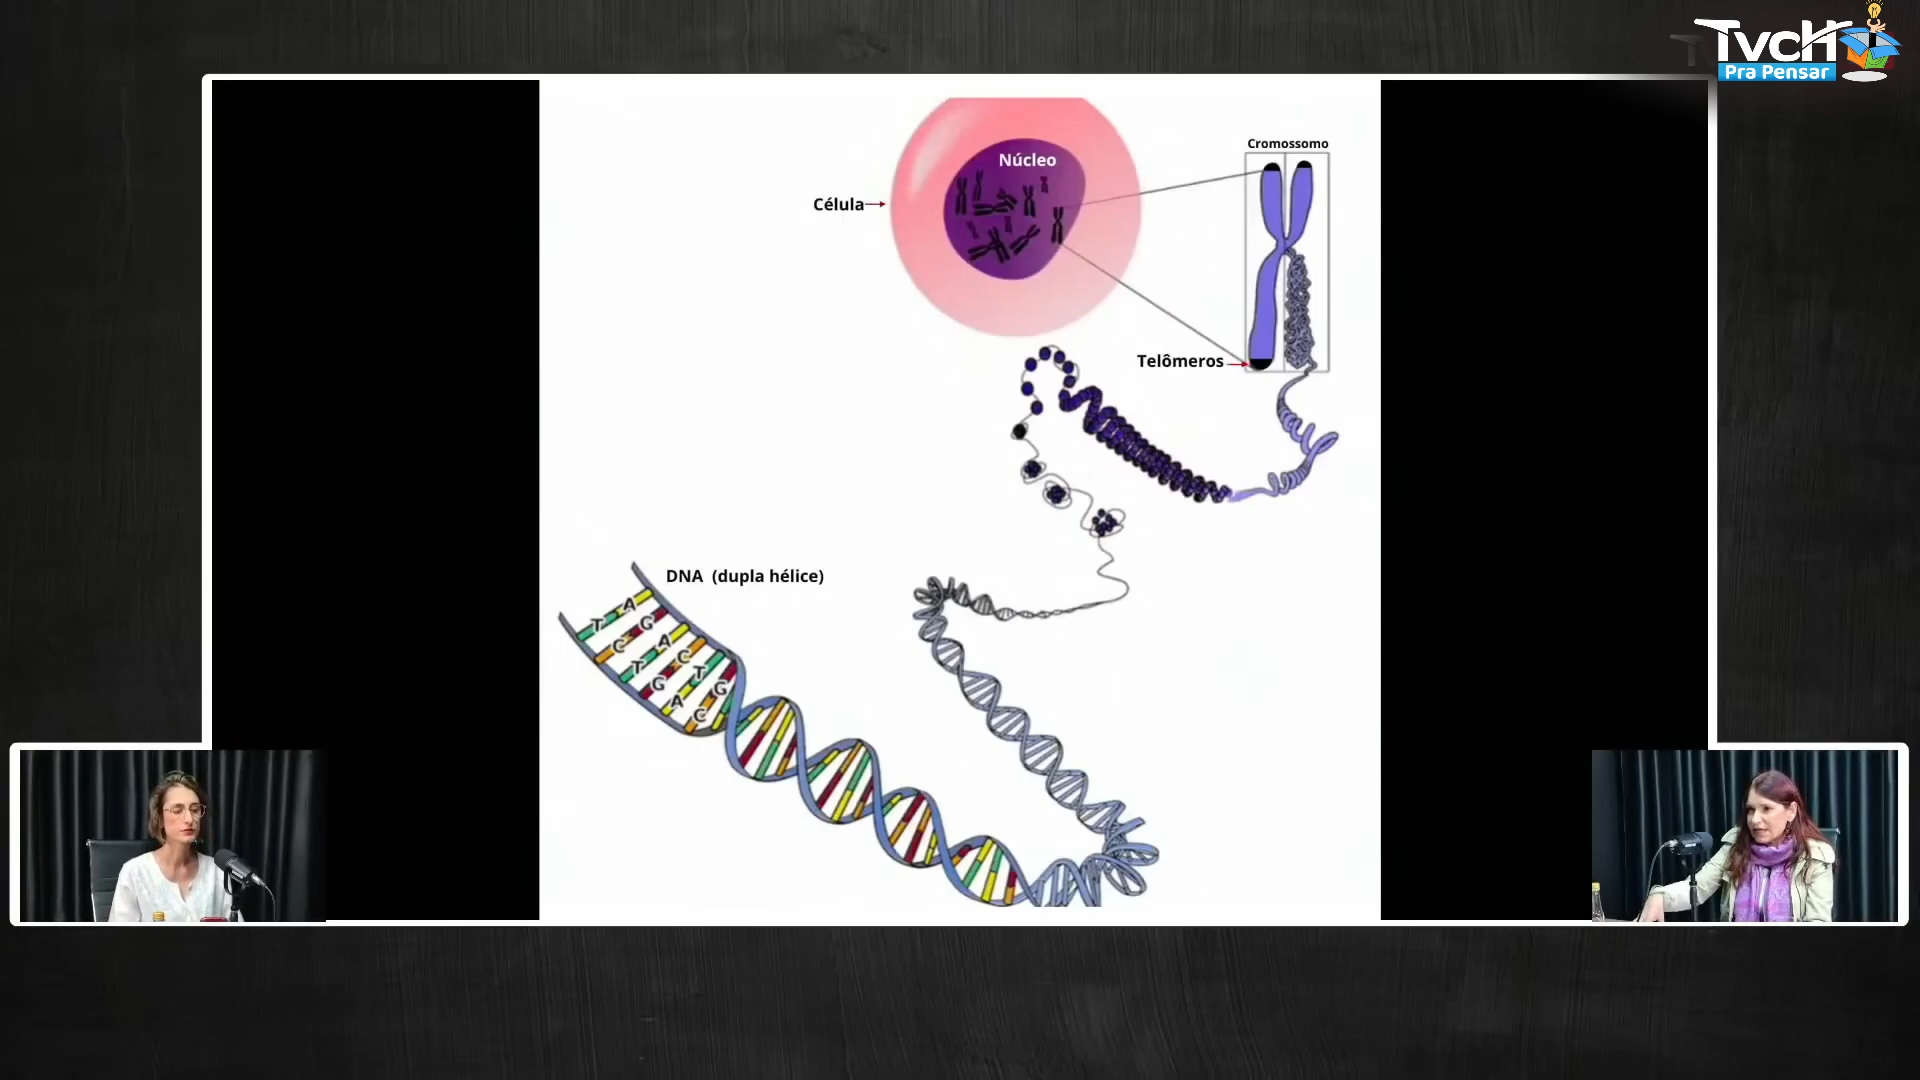 Tvch
Pra Pensar
Núcleo
Cromossomo
Célula
Telômeros
DNA (dupla hélice)
A
T
G
C
A
T
C
G
T
A
G
C